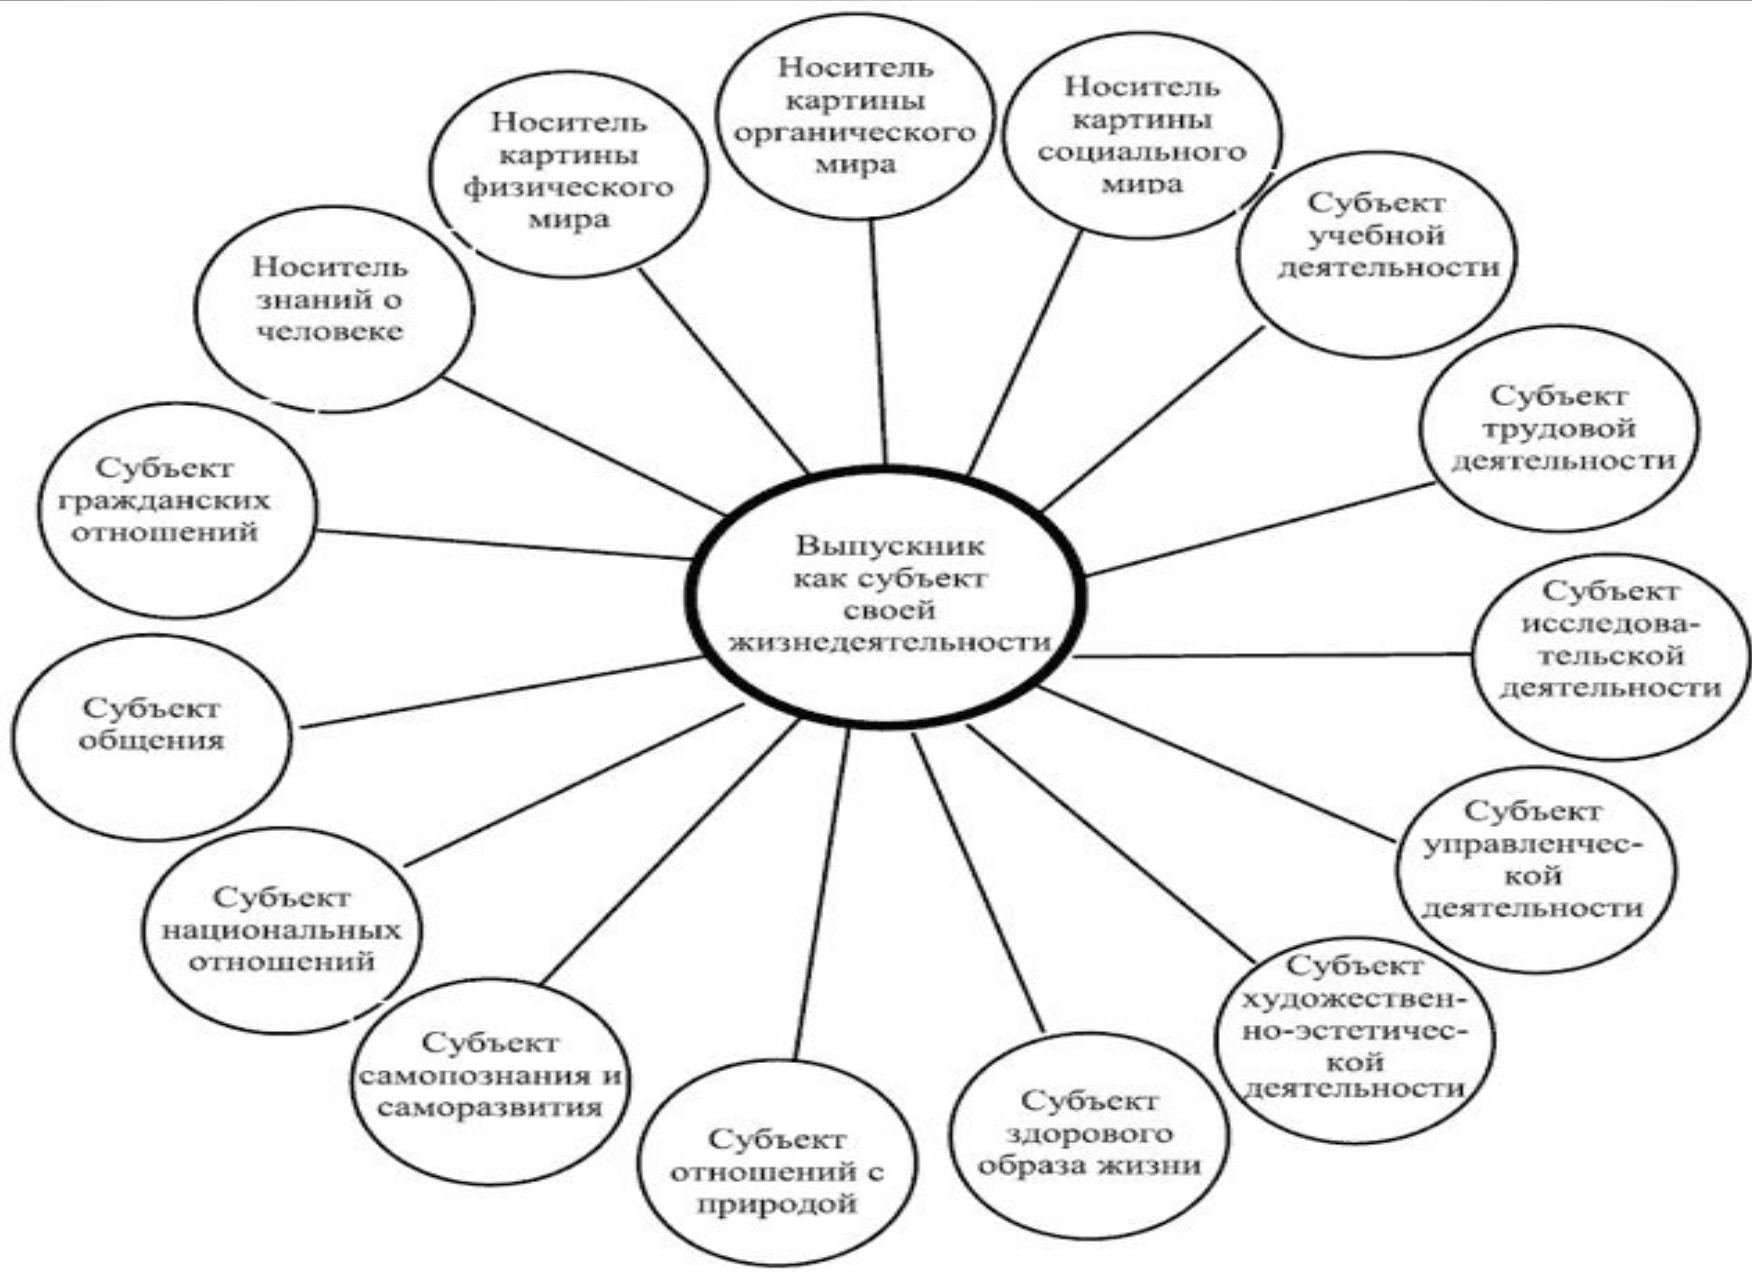 Носитель
картины
органического
мира
Носитель
картины
социального
мира
Субъект
учебной
деятельности
Субъект
трудовой
деятельности
Субъект
исследова-
тельской
деятельности
Субъект
управленчес-
кой
деятельности
Субъект
художествен-
но-эстетичес-
кой
деятельности
Субъект
здорового
образа жизни
Субъект
отношений с
природой
Субъект
самопознания и
саморазвития
Субъект
национальных
отношений
Субъект
общения
Субъект
гражданских
отношений
Носитель
знаний о
человеке
Носитель
картины
физического
мира
Выпускник
как субъект
своей
жизнедеятельности